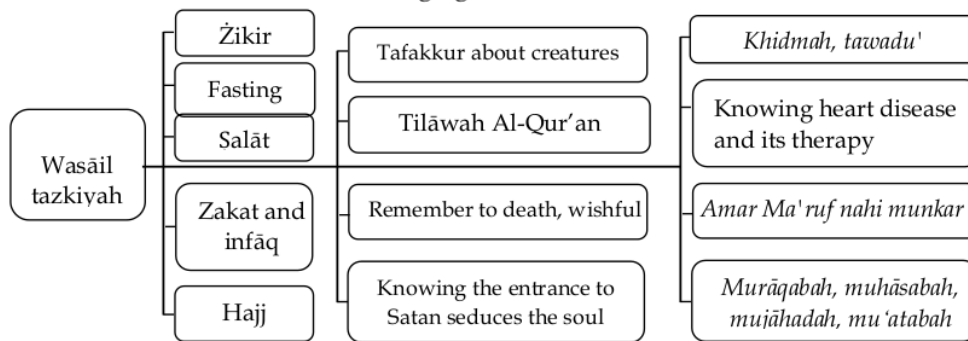 Wasāil
tazkiyah
Żikir
Fasting
Salāt
Zakat and
infāq
Hajj
Tafakkur about creatures
Tilāwah Al-Qur’an
Remember to death, wishful
Knowing the entrance to
Satan seduces the soul
Khidmah, tawadu'
Knowing heart disease
and its therapy
Amar Ma'ruf nahi munkar
Murāqabah, muhāsabah,
mujāhadah, mu‘atabah